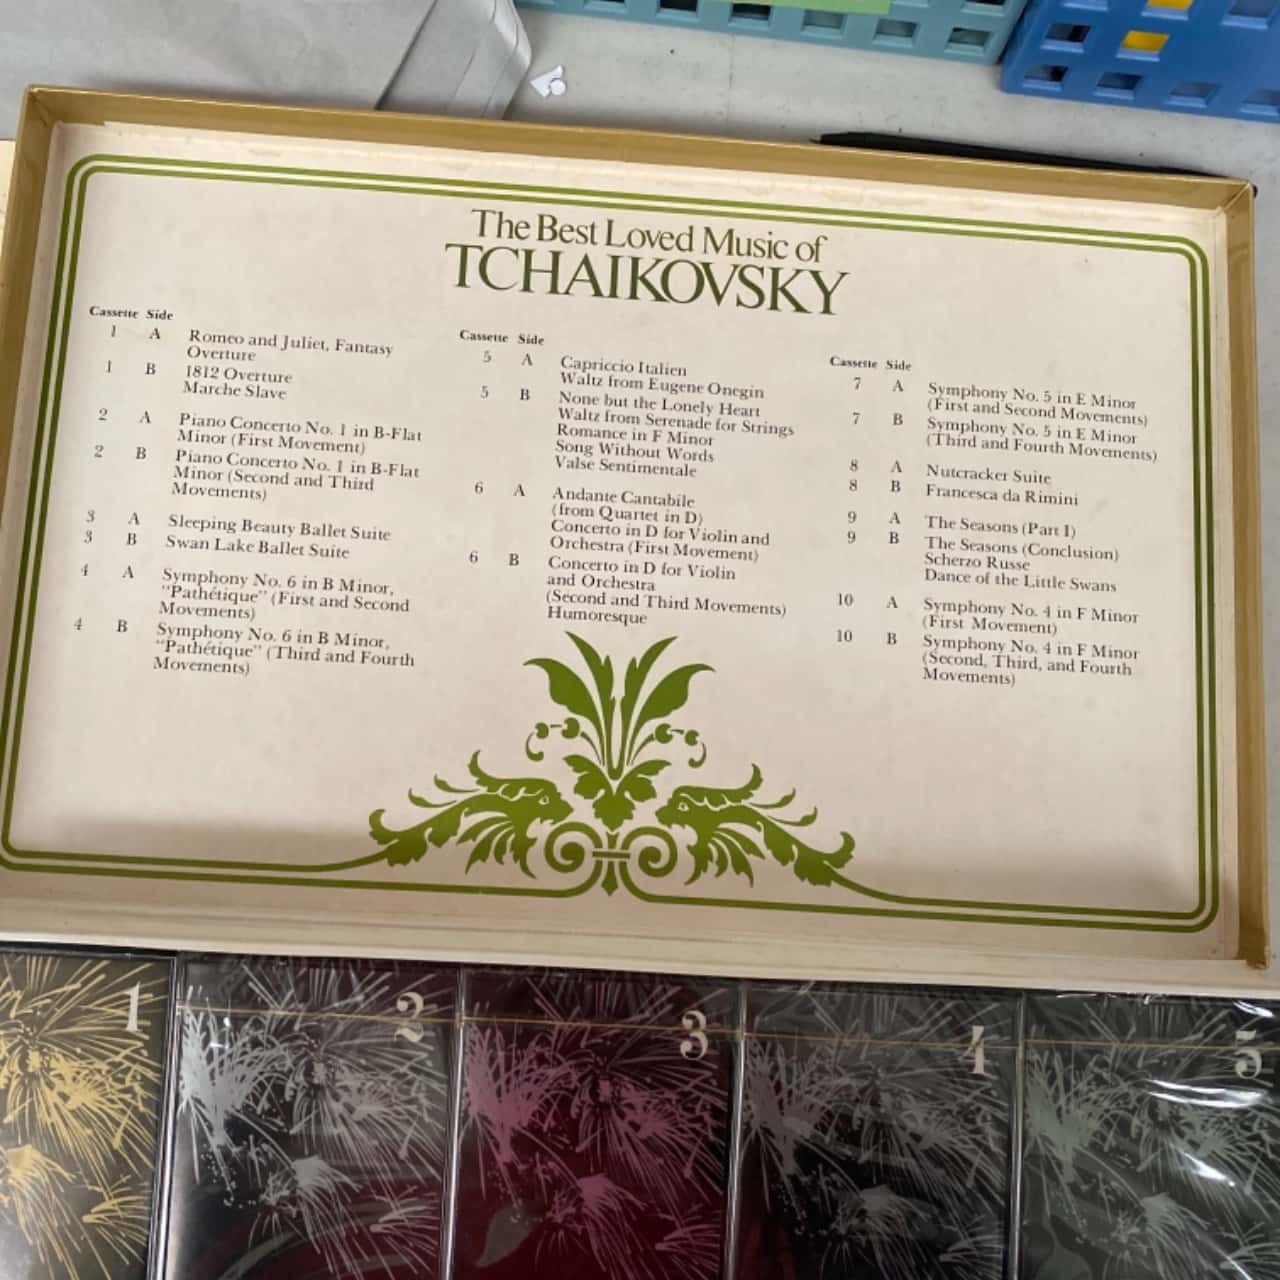 The Best Loved Music of
TCHAIKOVSKY
Cassette Side
1 A Romeo and Juliet, Fantasy
Overture
1 B 1812 Overture
Marche Slave
2 A Piano Concerto No. 1 in B-Flat
Minor (First Movement)
2 B Piano Concerto No. 1 in B-Flat
Minor (Second and Third
Movements)
3 A Sleeping Beauty Ballet Suite
3 B Swan Lake Ballet Suite
4 A Symphony No. 6 in B Minor,
"Pathétique" (First and Second
Movements)
4 B Symphony No. 6 in B Minor,
"Pathétique" (Third and Fourth
Movements)
Cassette Side
5 A Capriccio Italien
Waltz from Eugene Onegin
5 B None but the Lonely Heart
Waltz from Serenade for Strings
Romance in F Minor
Song Without Words
Valse Sentimentale
6 A Andante Cantabile
(from Quartet in D)
Concerto in D for Violin and
Orchestra (First Movement)
6 B Concerto in D for Violin
and Orchestra
(Second and Third Movements)
Humoresque
Cassette Side
7 A Symphony No. 5 in E Minor
(First and Second Movements)
7 B Symphony No. 5 in E Minor
(Third and Fourth Movements)
8 A Nutcracker Suite
8 B Francesca da Rimini
9 A The Seasons (Part I)
9 B The Seasons (Conclusion)
Scherzo Russe
Dance of the Little Swans
10 A Symphony No. 4 in F Minor
(First Movement)
10 B Symphony No. 4 in F Minor
(Second, Third, and Fourth
Movements)
1
2
3
4
5